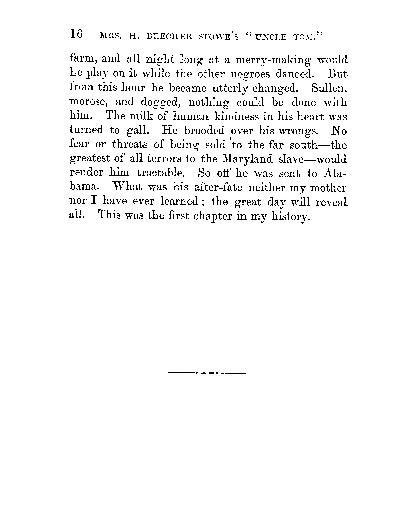 16 MRS. H. BEECHER STOWE'S "UNCLE TOM."
farm, and all night long at a merry-making would
he play on it while the other negroes danced. But
from this hour he became utterly changed. Sullen,
morose, and dogged, nothing could be done with
him. The milk of human kindness in his heart was
turned to gall. He brooded over his wrongs. No
fear or threats of being sold to the far south—the
greatest of all terrors to the Maryland slave—would
render him tractable. So off he was sent to Ala-
bama. What was his after-fate neither my mother
nor I have ever learned; the great day will reveal
all. This was the first chapter in my history.